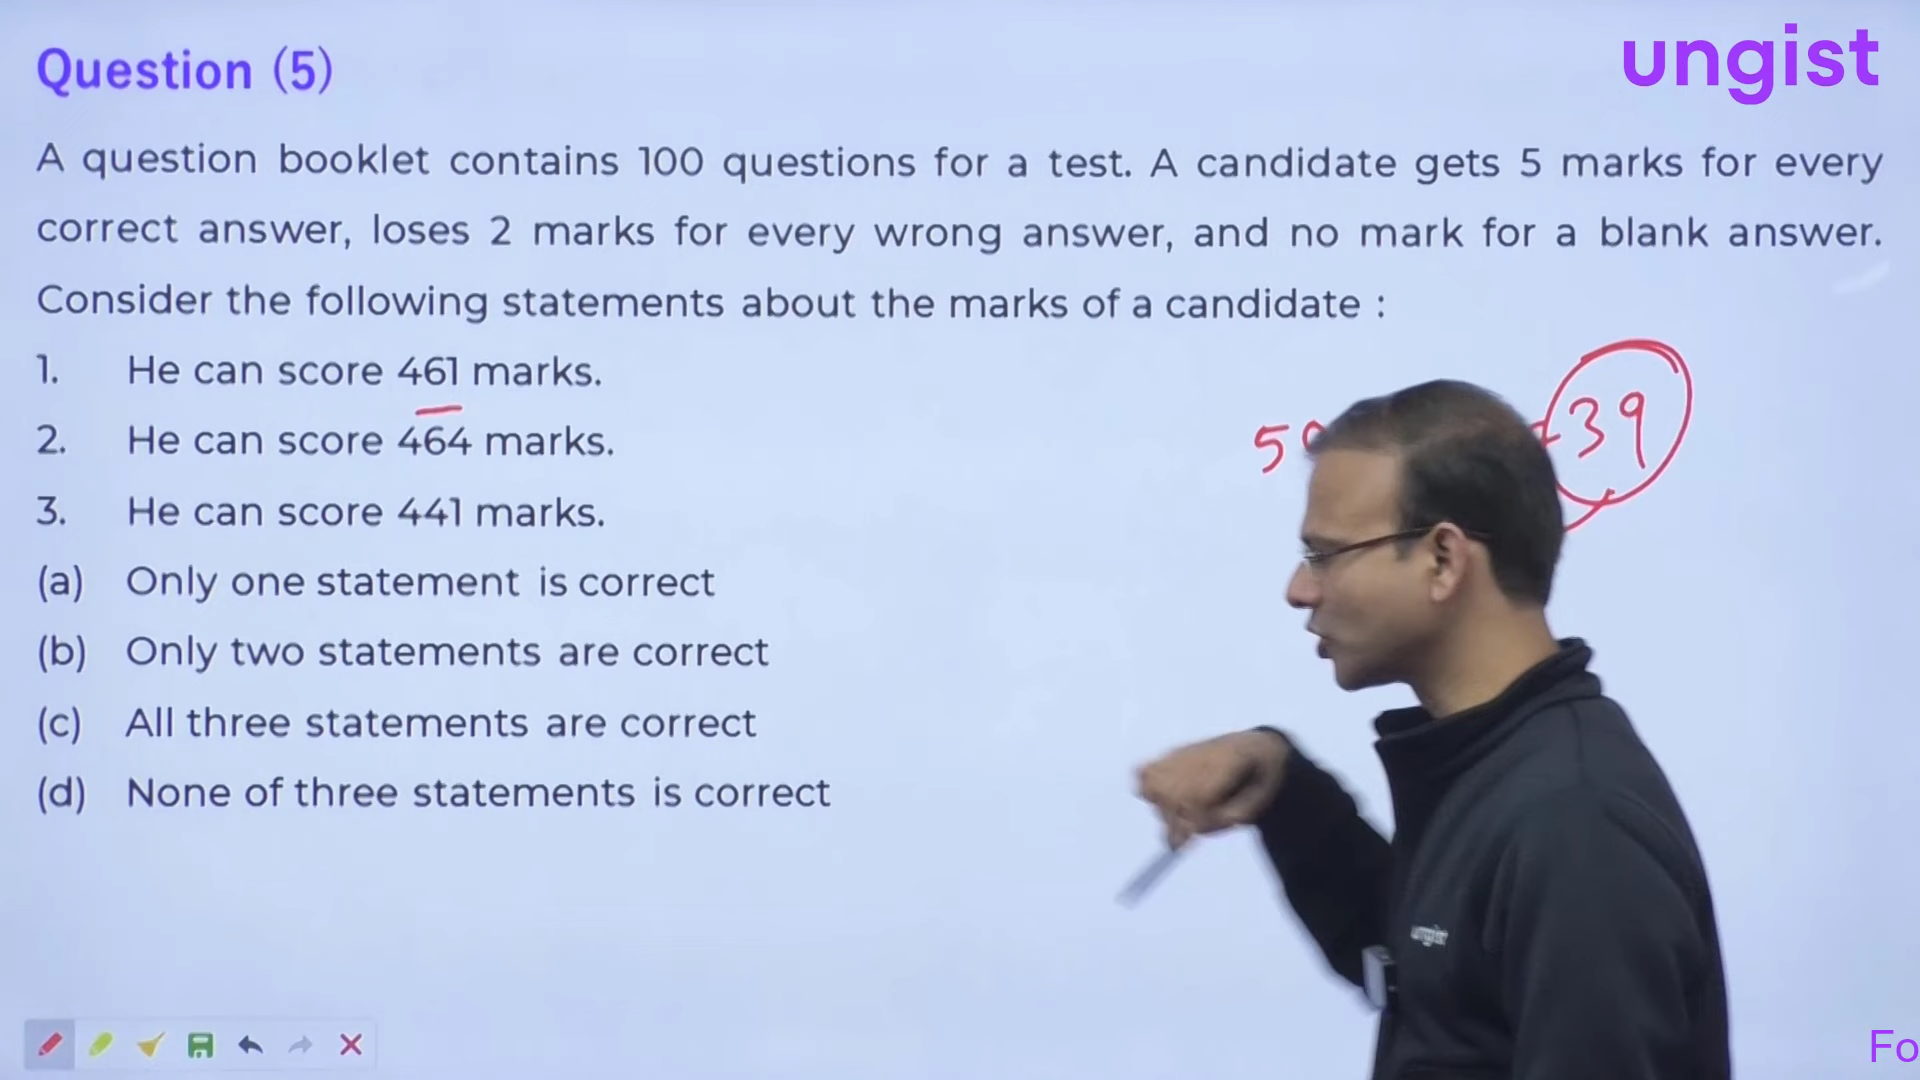 Question (5)
ungist
A question booklet contains 100 questions for a test. A candidate gets 5 marks for every
correct answer, loses 2 marks for every wrong answer, and no mark for a blank answer.
Consider the following statements about the marks of a candidate :
1. He can score 461 marks.
2. He can score 464 marks.
3. He can score 441 marks.
39
(a) Only one statement is correct
(b) Only two statements are correct
(c) All three statements are correct
(d) None of three statements is correct
ungist
Fo